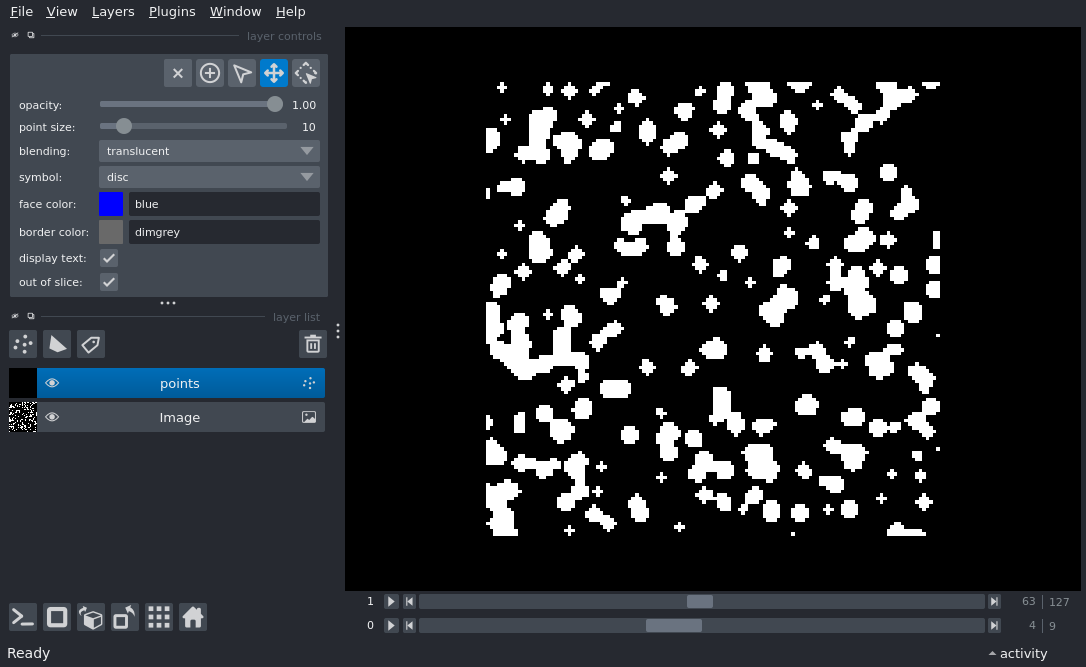 File View Layers Plugins Window Help
layer controls
opacity: 1.00
point size: 10
blending: translucent
symbol: disc
face color: blue
border color: dimgrey
display text:
out of slice:
layer list
points
Image
1 63 127
0 4 9
Ready activity